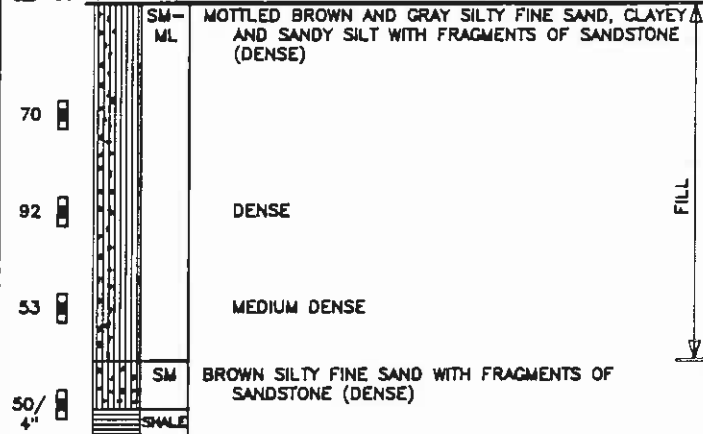 SM- MOTTLED BROWN AND GRAY SILTY FINE SAND, CLAYEY
ML AND SANDY SILT WITH FRAGMENTS OF SANDSTONE
(DENSE)
70
92 DENSE
FILL
53 MEDIUM DENSE
SM BROWN SILTY FINE SAND WITH FRAGMENTS OF
SANDSTONE (DENSE)
50/
4"
SHALE